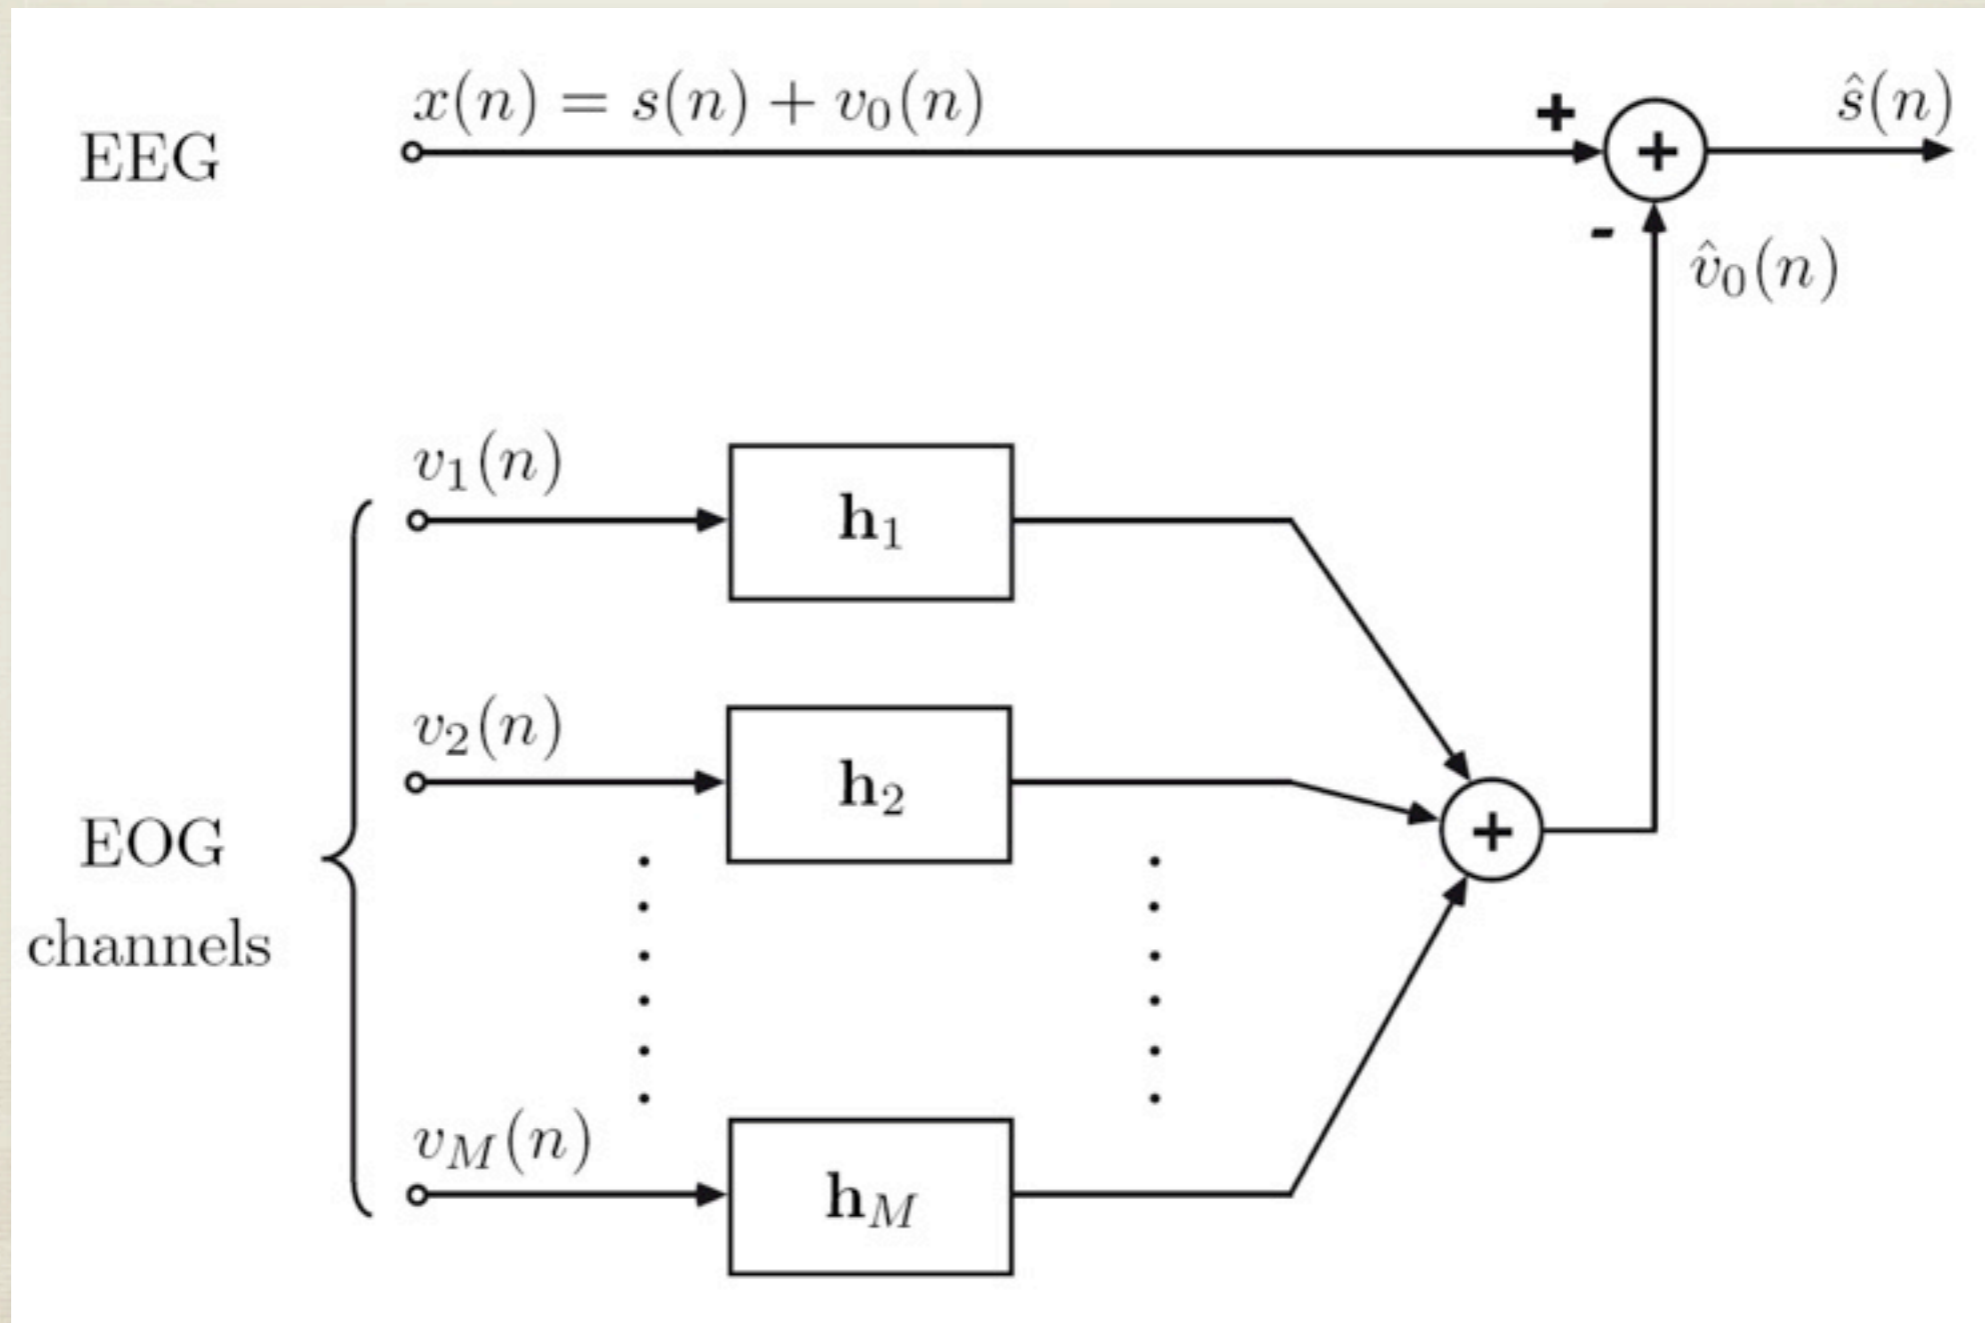 x(n) = s(n) + v₀(n)
+
ŝ(n)
EEG
+
-
v̂₀(n)
v₁(n)
h₁
v₂(n)
h₂
EOG
channels
+
v_M(n)
h_M